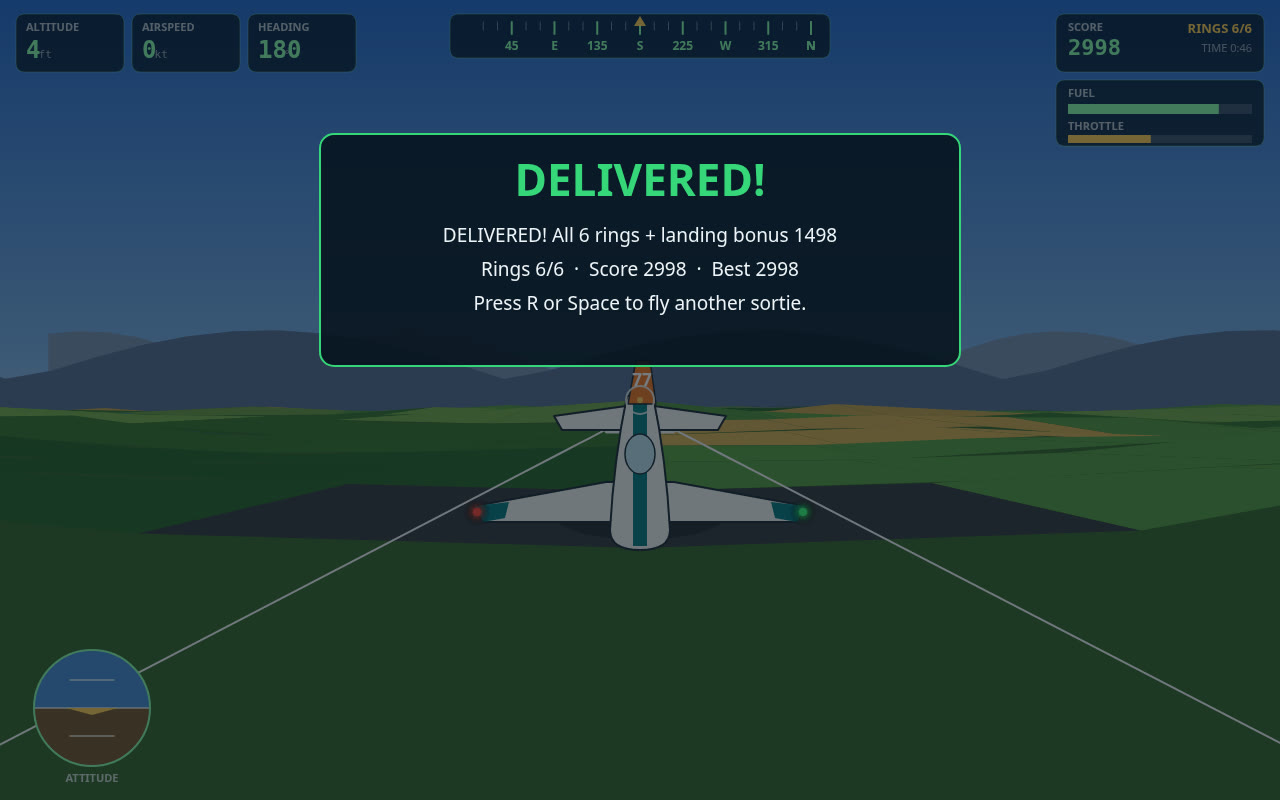 ALTITUDE
4ft
AIRSPEED
0kt
HEADING
180
45 E 135 S 225 W 315 N
SCORE
2998
RINGS 6/6
TIME 0:46
FUEL
THROTTLE
DELIVERED!
DELIVERED! All 6 rings + landing bonus 1498
Rings 6/6 · Score 2998 · Best 2998
Press R or Space to fly another sortie.
77
ATTITUDE